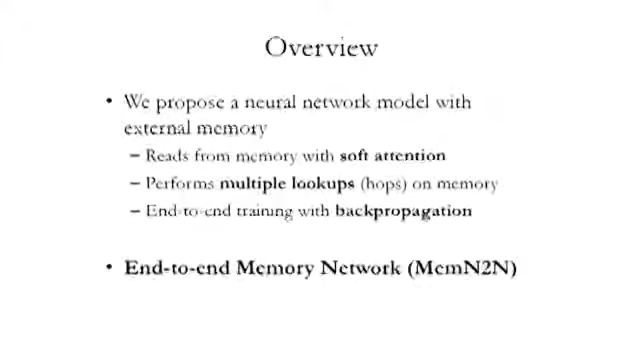 Overview
• We propose a neural network model with
external memory
– Reads from memory with soft attention
– Performs multiple lookups (hops) on memory
– End-to-end training with backpropagation
• End-to-end Memory Network (MemN2N)